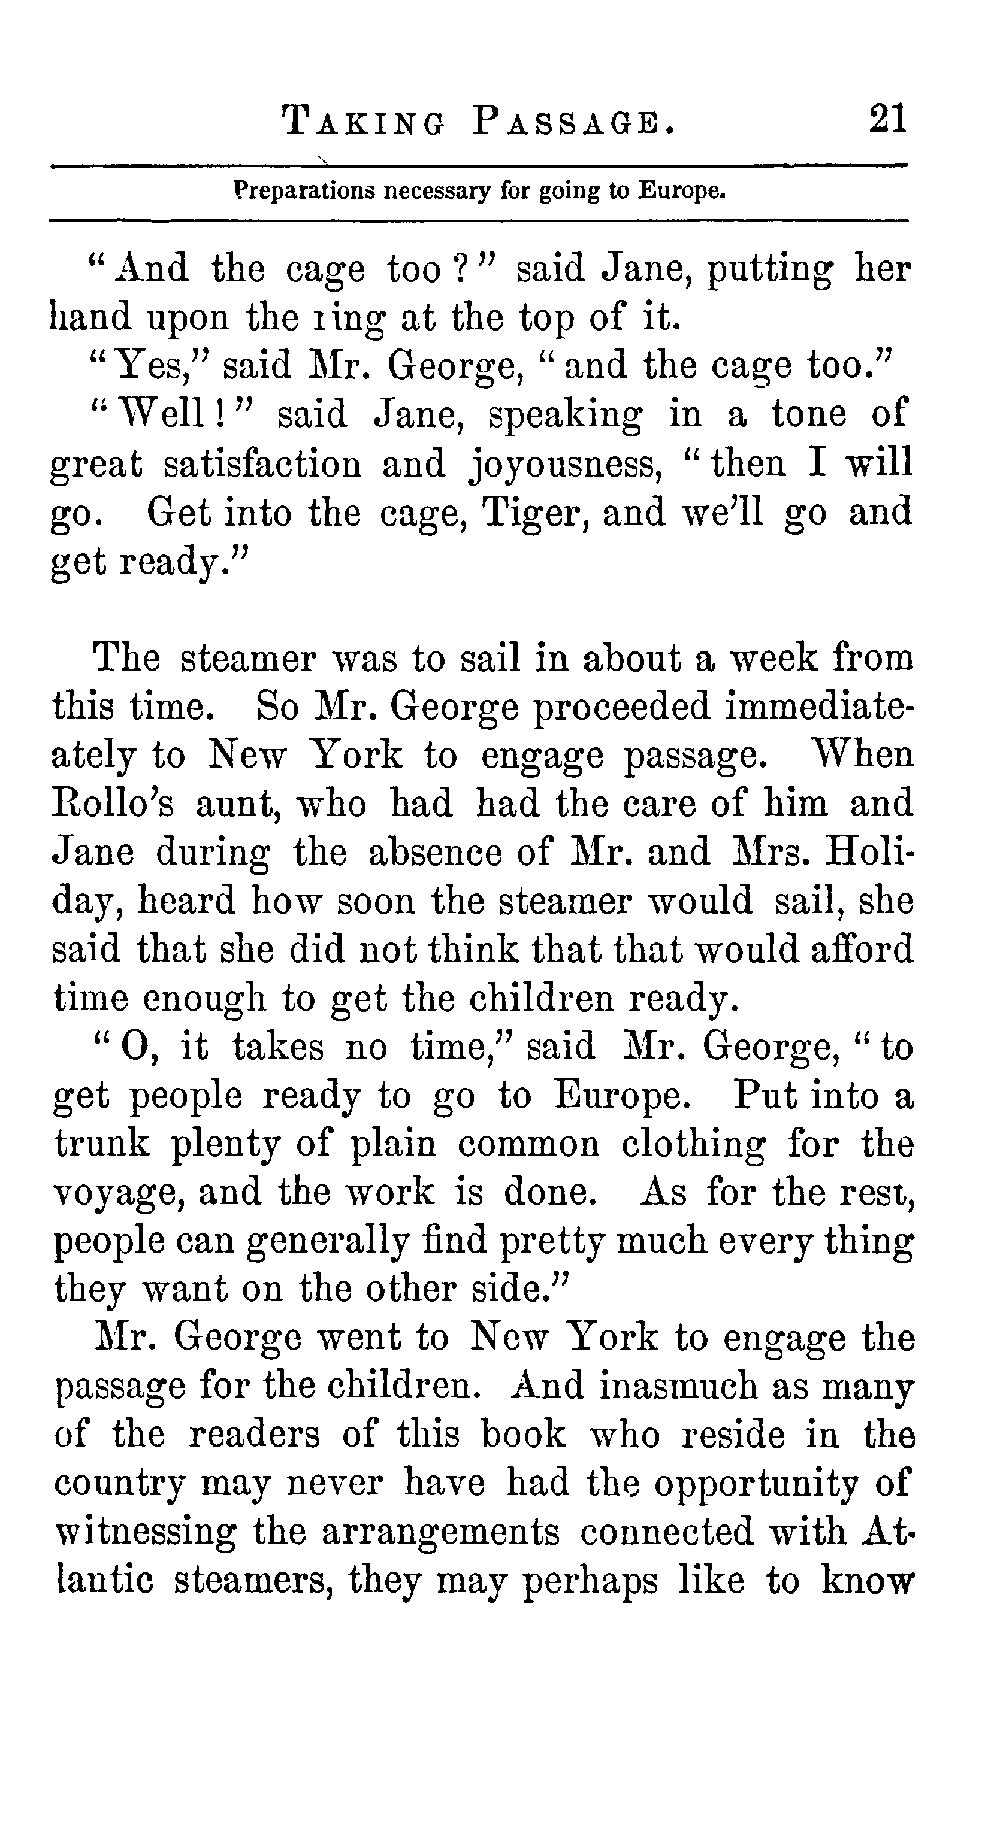 TAKING PASSAGE. 21
Preparations necessary for going to Europe.
“And the cage too?” said Jane, putting her
hand upon the ring at the top of it.
“Yes,” said Mr. George, “and the cage too.”
“Well!” said Jane, speaking in a tone of
great satisfaction and joyousness, “then I will
go. Get into the cage, Tiger, and we’ll go and
get ready.”
The steamer was to sail in about a week from
this time. So Mr. George proceeded immediate-
ately to New York to engage passage. When
Rollo’s aunt, who had had the care of him and
Jane during the absence of Mr. and Mrs. Holi-
day, heard how soon the steamer would sail, she
said that she did not think that that would afford
time enough to get the children ready.
“O, it takes no time,” said Mr. George, “to
get people ready to go to Europe. Put into a
trunk plenty of plain common clothing for the
voyage, and the work is done. As for the rest,
people can generally find pretty much every thing
they want on the other side.”
Mr. George went to New York to engage the
passage for the children. And inasmuch as many
of the readers of this book who reside in the
country may never have had the opportunity of
witnessing the arrangements connected with At-
lantic steamers, they may perhaps like to know